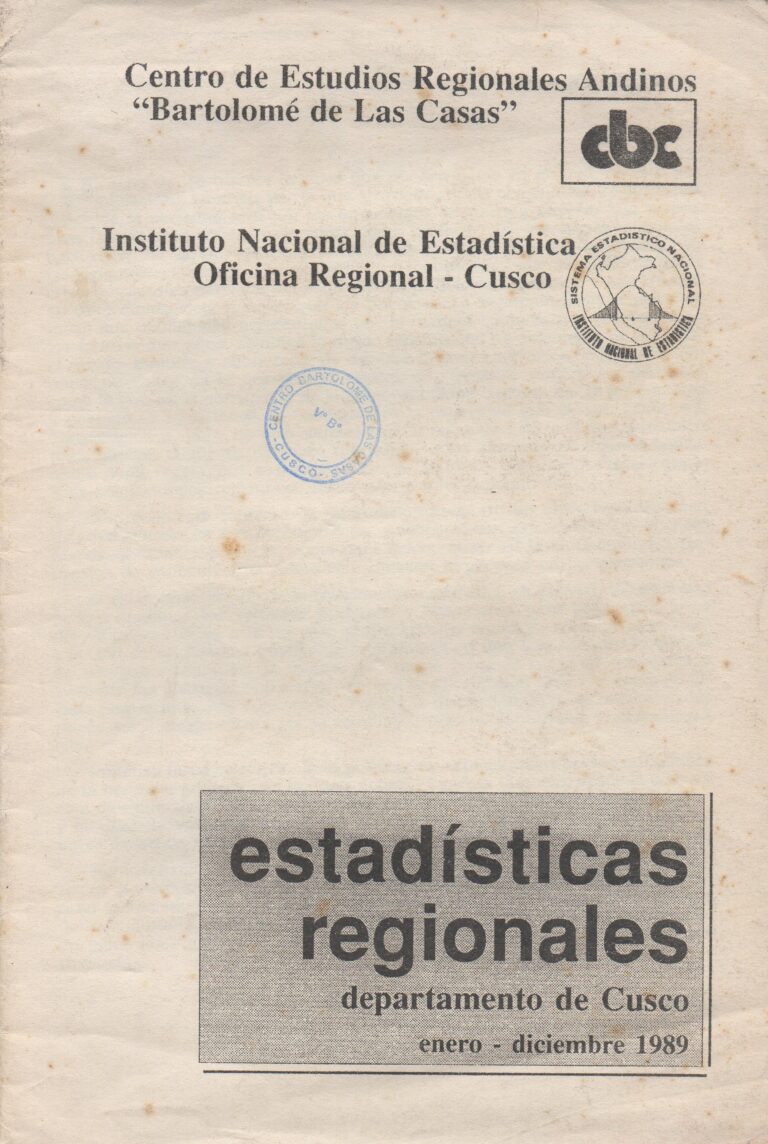 Centro de Estudios Regionales Andinos
“Bartolomé de Las Casas”
cbc
Instituto Nacional de Estadística
Oficina Regional - Cusco
SISTEMA ESTADISTICO NACIONAL
INSTITUTO NACIONAL DE ESTADISTICA
CENTRO BARTOLOME DE LAS CASAS
V° B°
-CUSCO-
estadísticas
regionales
departamento de Cusco
enero - diciembre 1989